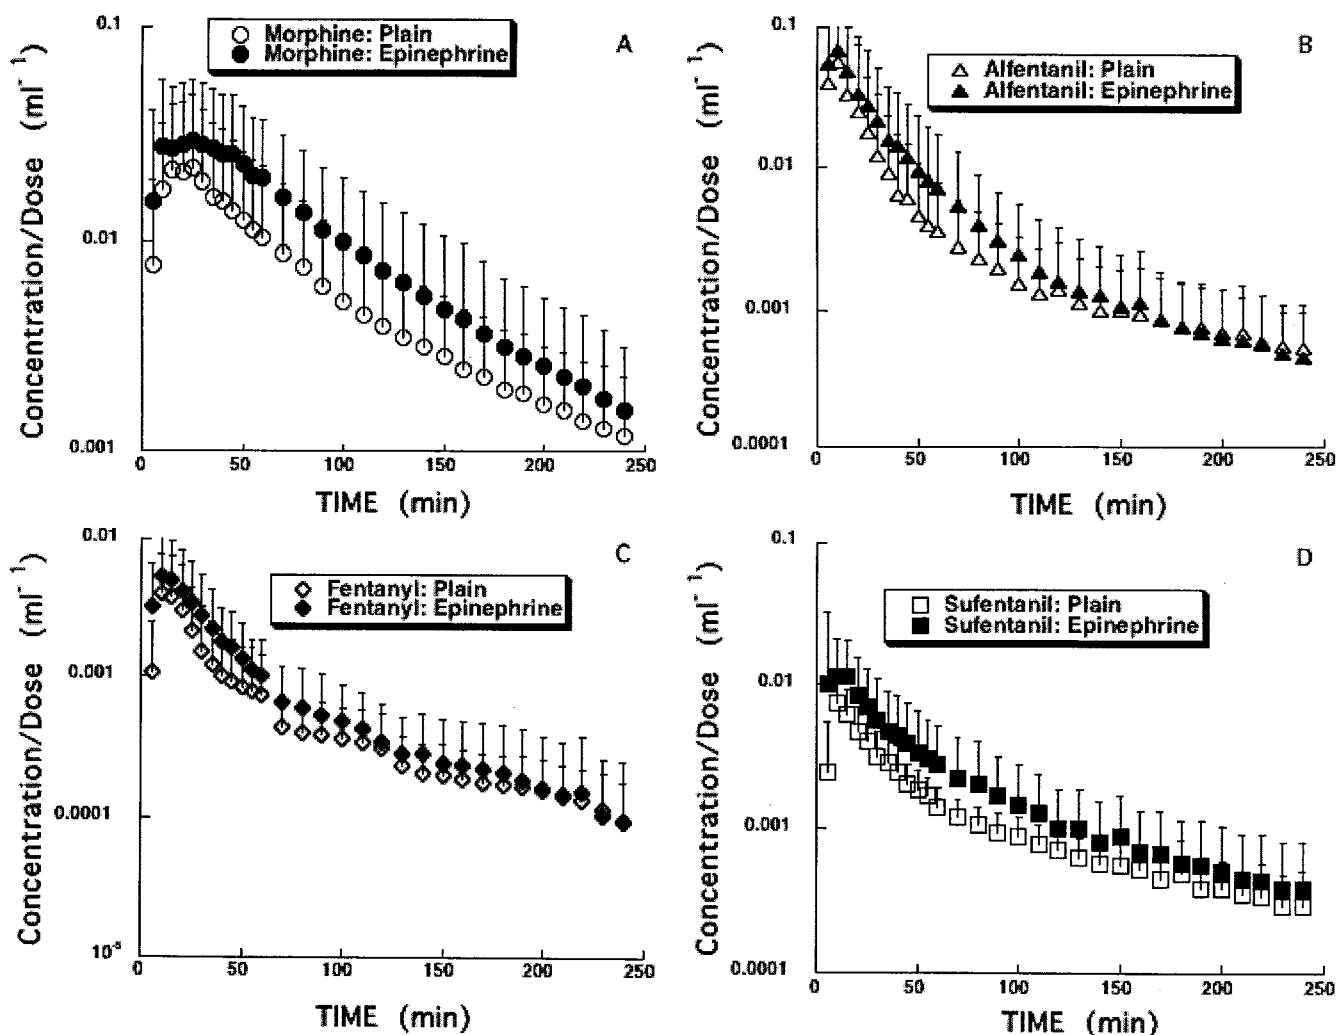 A
Morphine: Plain
Morphine: Epinephrine
Concentration/Dose (ml⁻¹)
0.1
0.01
0.001
0 50 100 150 200 250
TIME (min)
B
Alfentanil: Plain
Alfentanil: Epinephrine
Concentration/Dose (ml⁻¹)
0.1
0.01
0.001
0.0001
0 50 100 150 200 250
TIME (min)
C
Fentanyl: Plain
Fentanyl: Epinephrine
Concentration/Dose (ml⁻¹)
0.01
0.001
0.0001
10⁻⁵
0 50 100 150 200 250
TIME (min)
D
Sufentanil: Plain
Sufentanil: Epinephrine
Concentration/Dose (ml⁻¹)
0.1
0.01
0.001
0.0001
0 50 100 150 200 250
TIME (min)